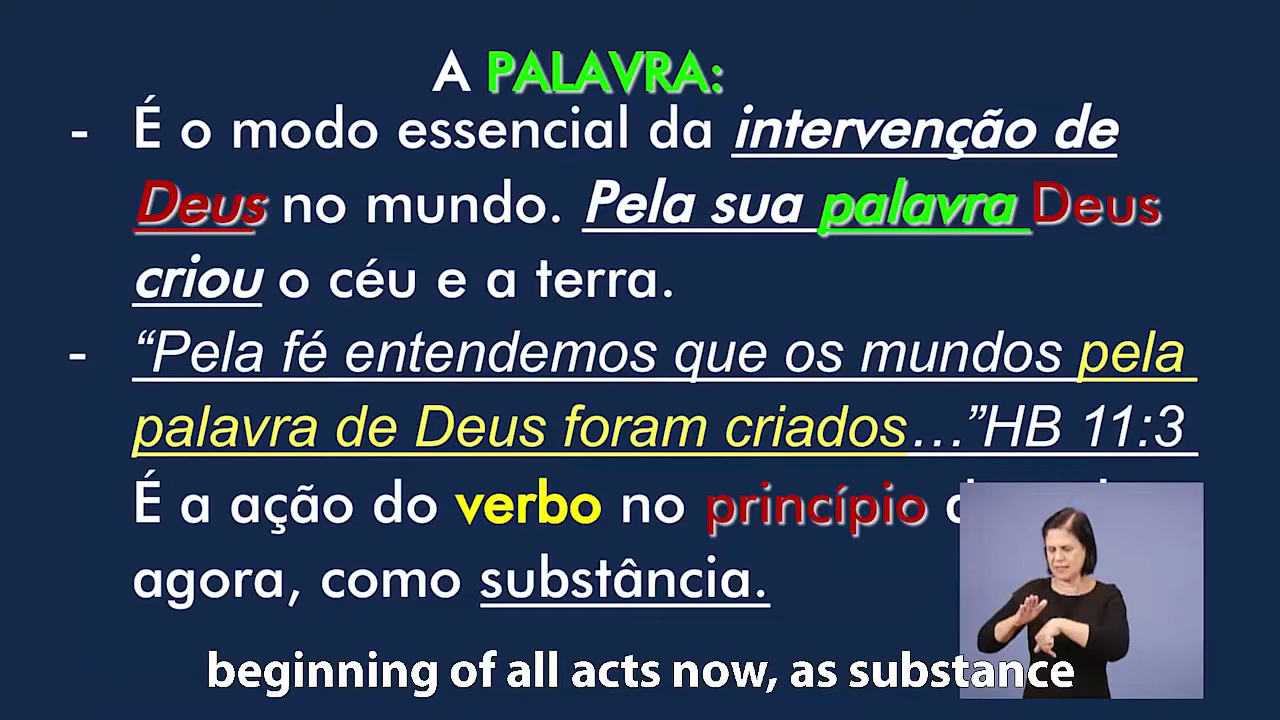 A PALAVRA:
- É o modo essencial da intervenção de
Deus no mundo. Pela sua palavra Deus
criou o céu e a terra.
- “Pela fé entendemos que os mundos pela
palavra de Deus foram criados…”HB 11:3
É a ação do verbo no princípio
agora, como substância.
beginning of all acts now, as substance